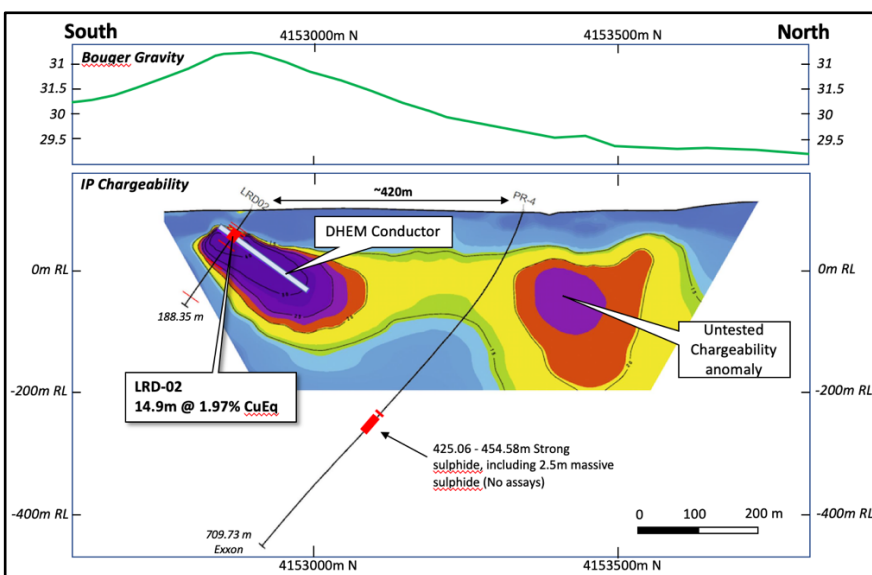 South
North
4153000m N
4153500m N
Bouger Gravity
31
31.5
30
29.5
31
31.5
30
29.5
IP Chargeability
LRD02
~420m
PR-4
DHEM Conductor
0m RL
0m RL
188.35 m
Untested
Chargeability
anomaly
LRD-02
14.9m @ 1.97% CuEq
-200m RL
-200m RL
425.06 - 454.58m Strong
sulphide, including 2.5m massive
sulphide (No assays)
-400m RL
-400m RL
709.73 m
Exxon
0 100 200 m
4153000m N
4153500m N